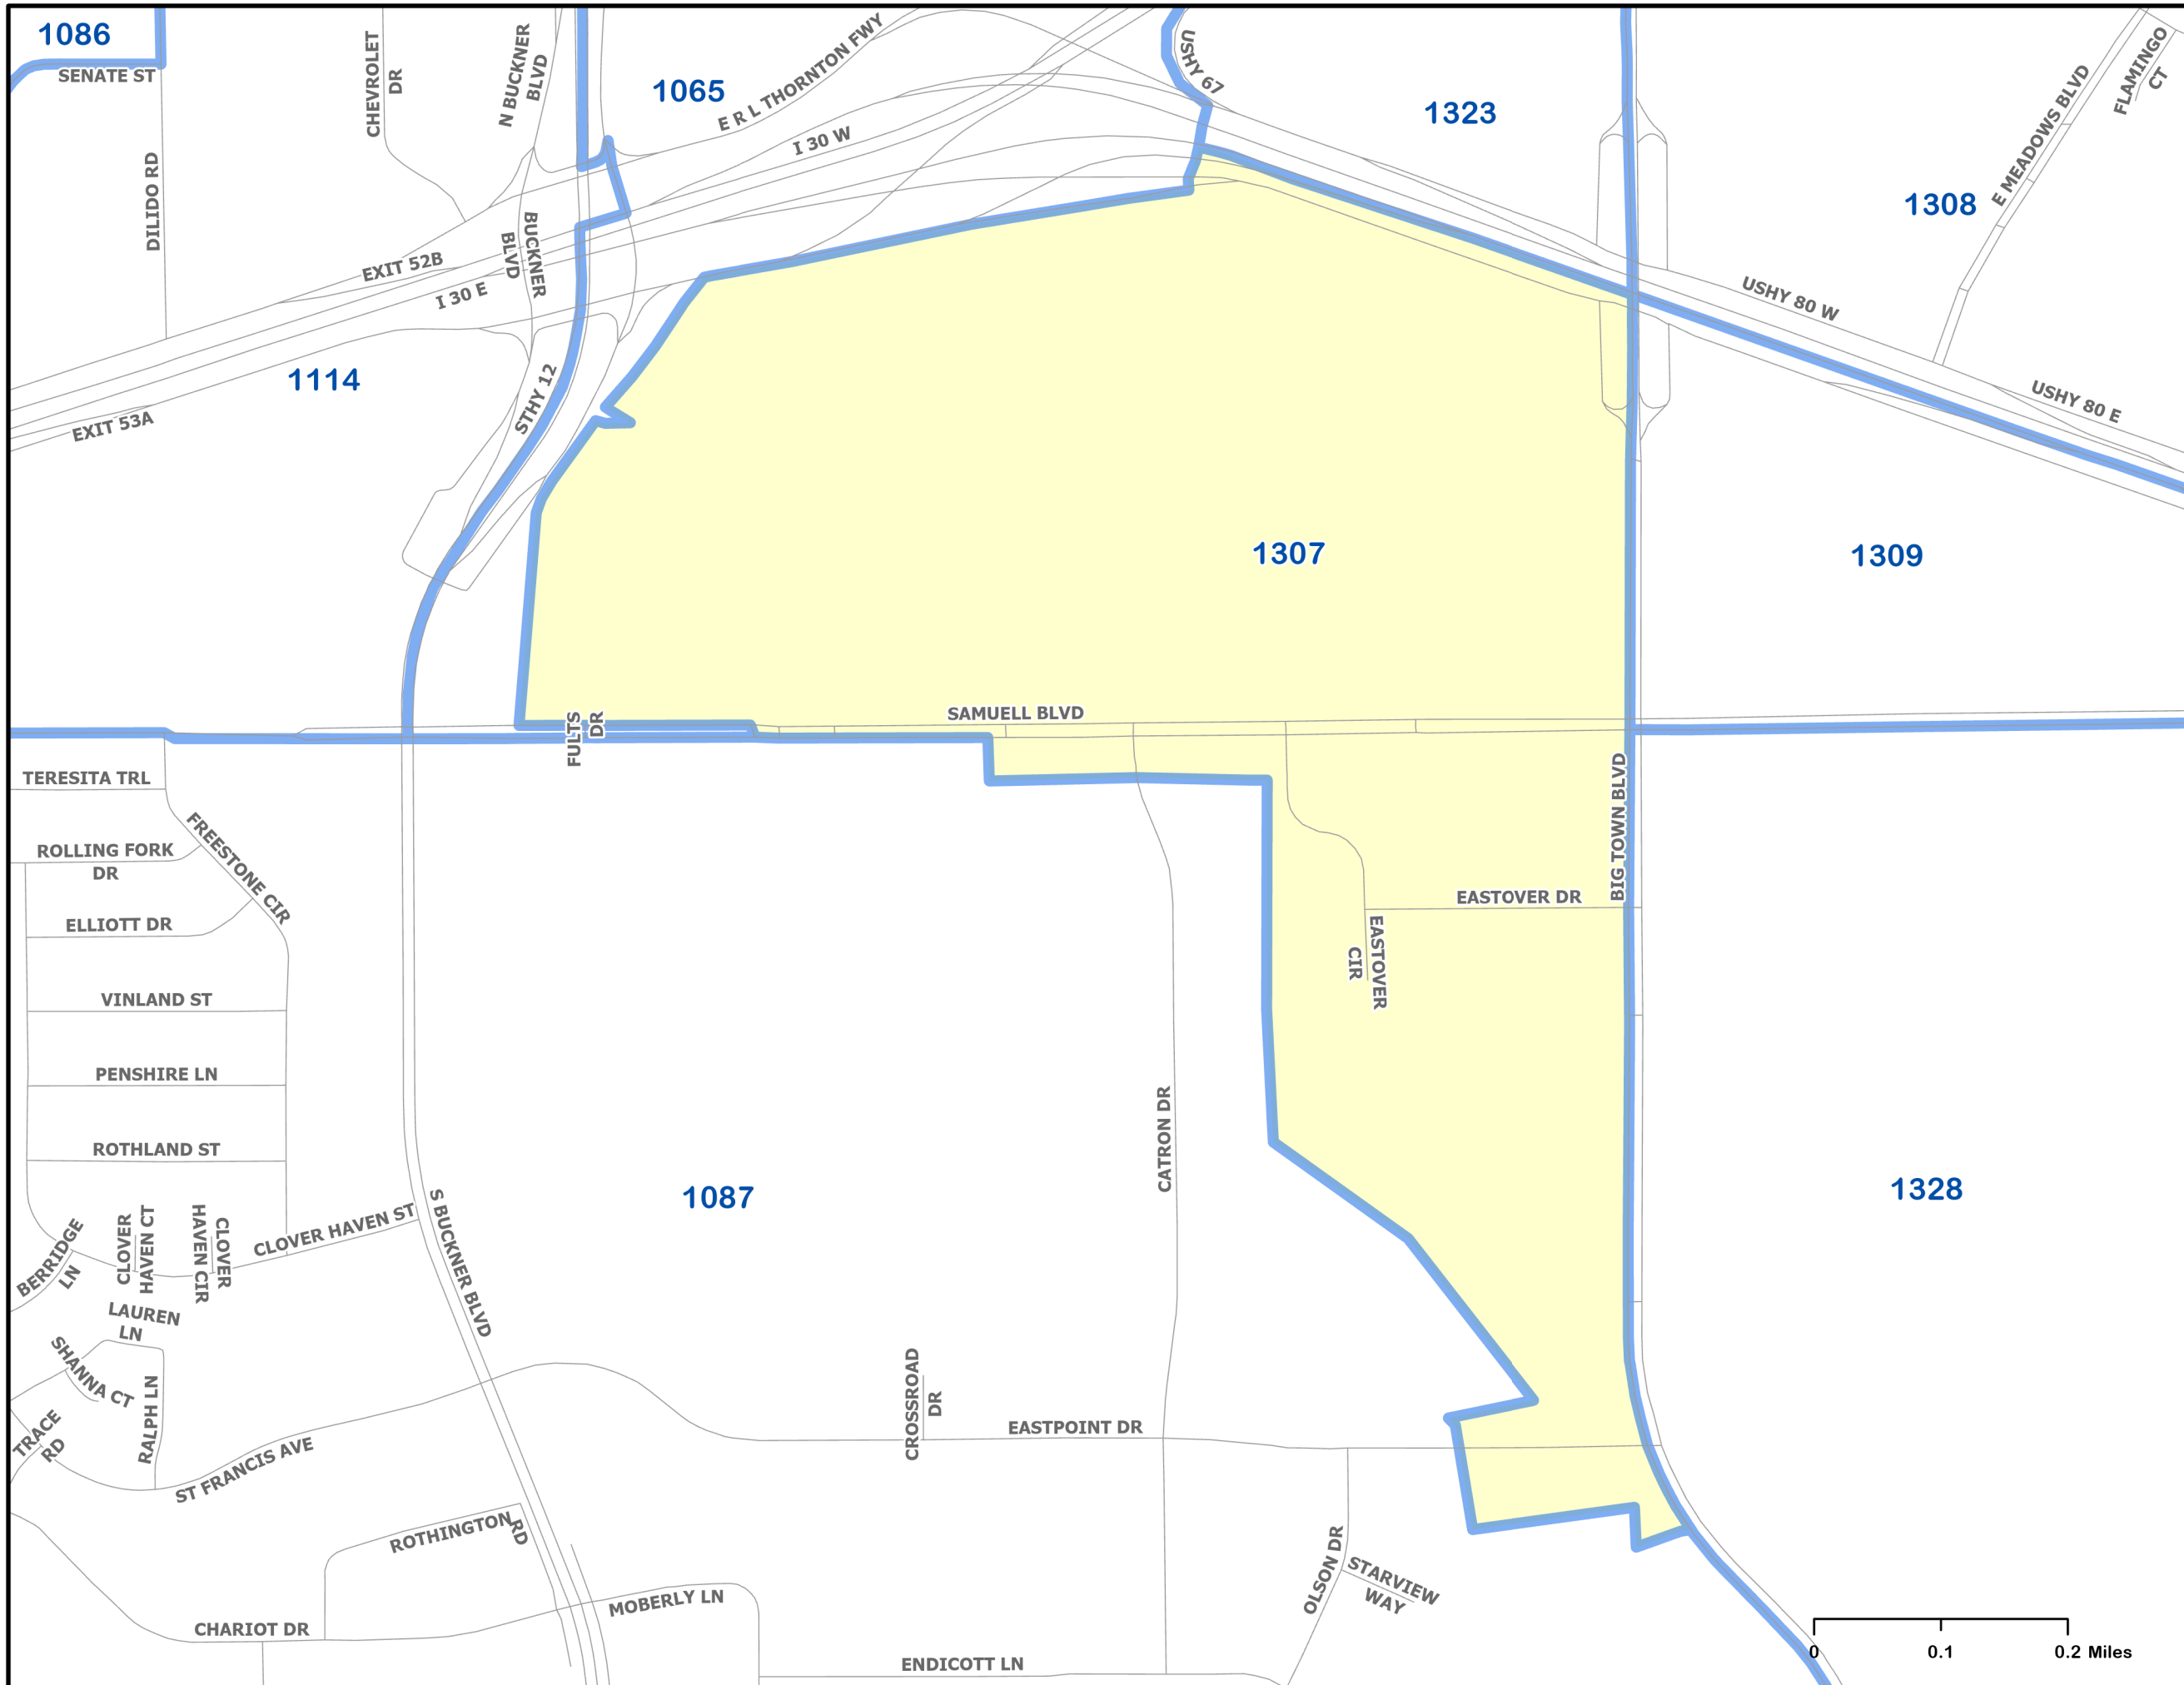 1086
SENATE ST
CHEVROLET
DR
N BUCKNER
BLVD
1065
E R L THORNTON FWY
I 30 W
USHY 67
1323
E MEADOWS BLVD
FLAMINGO
CT
1308
DILIDO RD
BUCKNER
BLVD
EXIT 52B
I 30 E
USHY 80 W
USHY 80 E
1114
STHY 12
EXIT 53A
1307
1309
SAMUELL BLVD
FULTS
DR
TERESITA TRL
FREESTONE CIR
ROLLING FORK
DR
ELLIOTT DR
BIG TOWN BLVD
EASTOVER DR
EASTOVER
CIR
VINLAND ST
PENSHIRE LN
ROTHLAND ST
CATRON DR
1087
1328
S BUCKNER BLVD
CLOVER HAVEN ST
CLOVER
HAVEN CT
CLOVER
HAVEN CIR
BERRIDGE
LN
LAUREN
LN
SHANNA CT
RALPH LN
TRACE
RD
ST FRANCIS AVE
CROSSROAD
DR
EASTPOINT DR
ROTHINGTON
RD
OLSON DR
STARVIEW
WAY
MOBERLY LN
CHARIOT DR
ENDICOTT LN
0 0.1 0.2 Miles